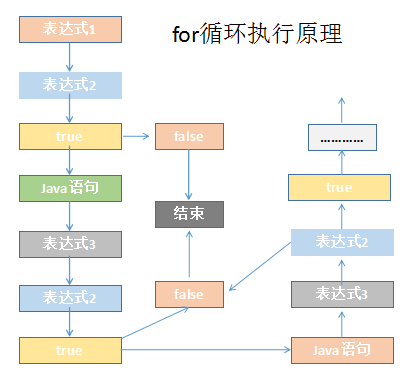 for循环执行原理
表达式1
表达式2
true
false
Java语句
结束
表达式3
表达式2
false
true
…………
true
表达式2
表达式3
Java语句